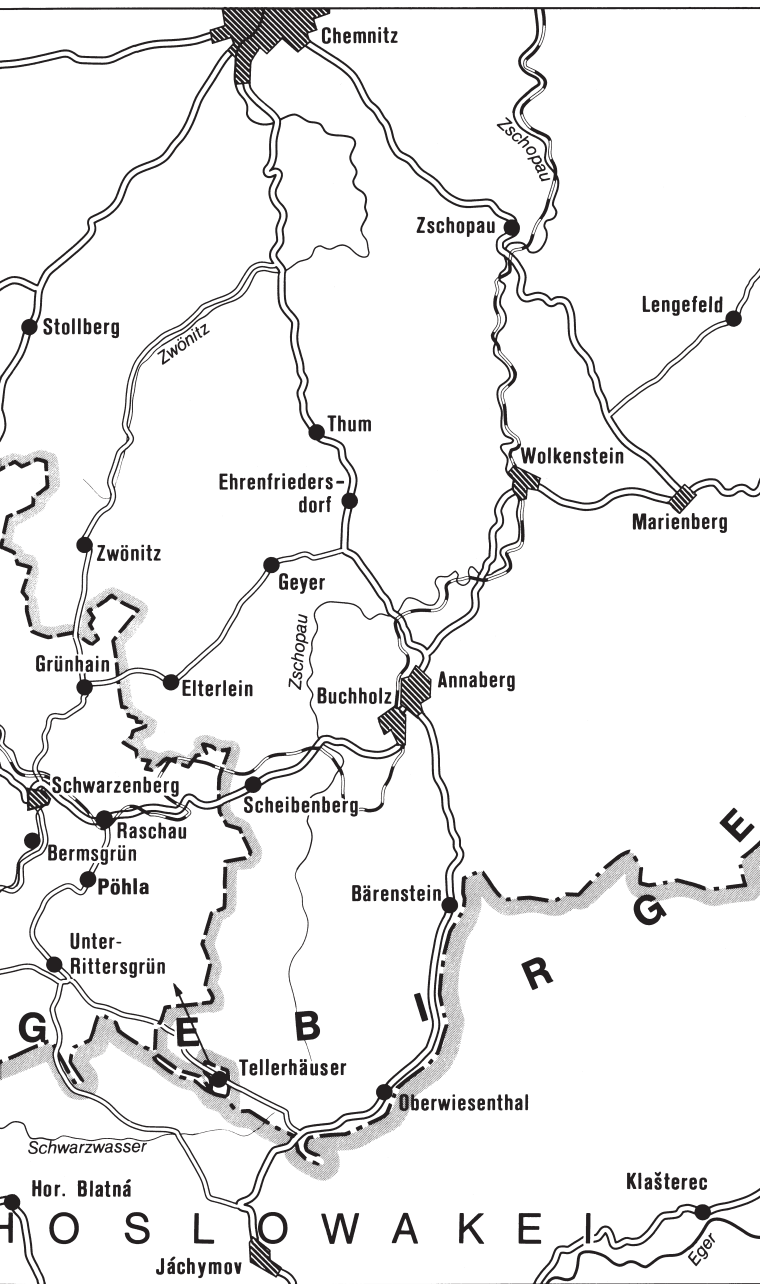 Chemnitz
Zschopau
Zschopau
Lengefeld
Stollberg
Zwönitz
Thum
Wolkenstein
Ehrenfrieders-
dorf
Marienberg
Zwönitz
Geyer
Zschopau
Grünhain
Elterlein
Annaberg
Buchholz
Schwarzenberg
Scheibenberg
Raschau
Bermsgrün
Pöhla
Bärenstein
Unter-
Rittersgrün
G E B I R G E
Tellerhäuser
Oberwiesenthal
Schwarzwasser
Hor. Blatná
Klašterec
HOSLOWAKEI
Eger
Jáchymov